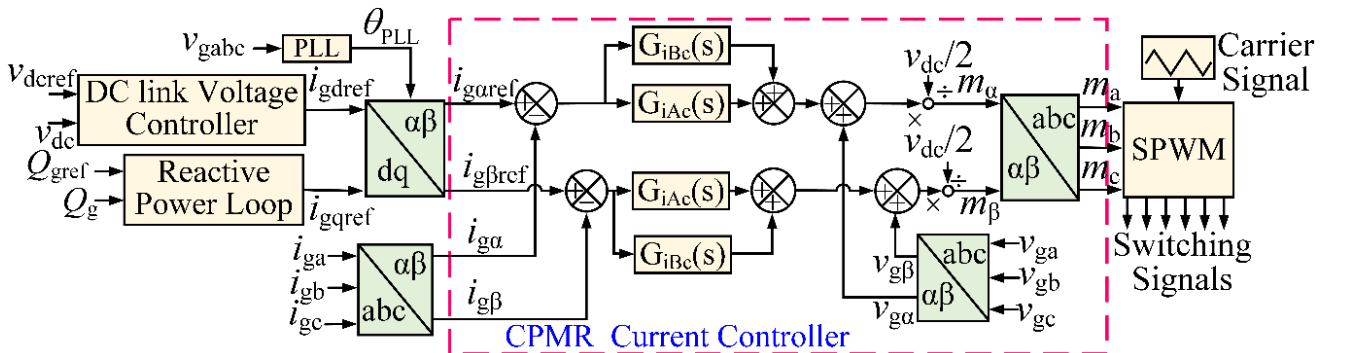 v_gabc
PLL
θ_PLL
v_dcref
v_dc
DC link Voltage
Controller
i_gdref
Q_gref
Q_g
Reactive
Power Loop
i_gqref
αβ
dq
i_gαref
i_gβref
i_ga
i_gb
i_gc
αβ
abc
i_gα
i_gβ
G_iBc(s)
G_iAc(s)
G_iAc(s)
G_iBc(s)
+
−
+
−
+
+
+
+
+
+
+
+
v_dc/2
÷
×
m_α
v_dc/2
÷
×
m_β
abc
αβ
v_gβ
v_gα
abc
αβ
v_ga
v_gb
v_gc
m_a
m_b
m_c
Carrier
Signal
SPWM
Switching
Signals
CPMR Current Controller